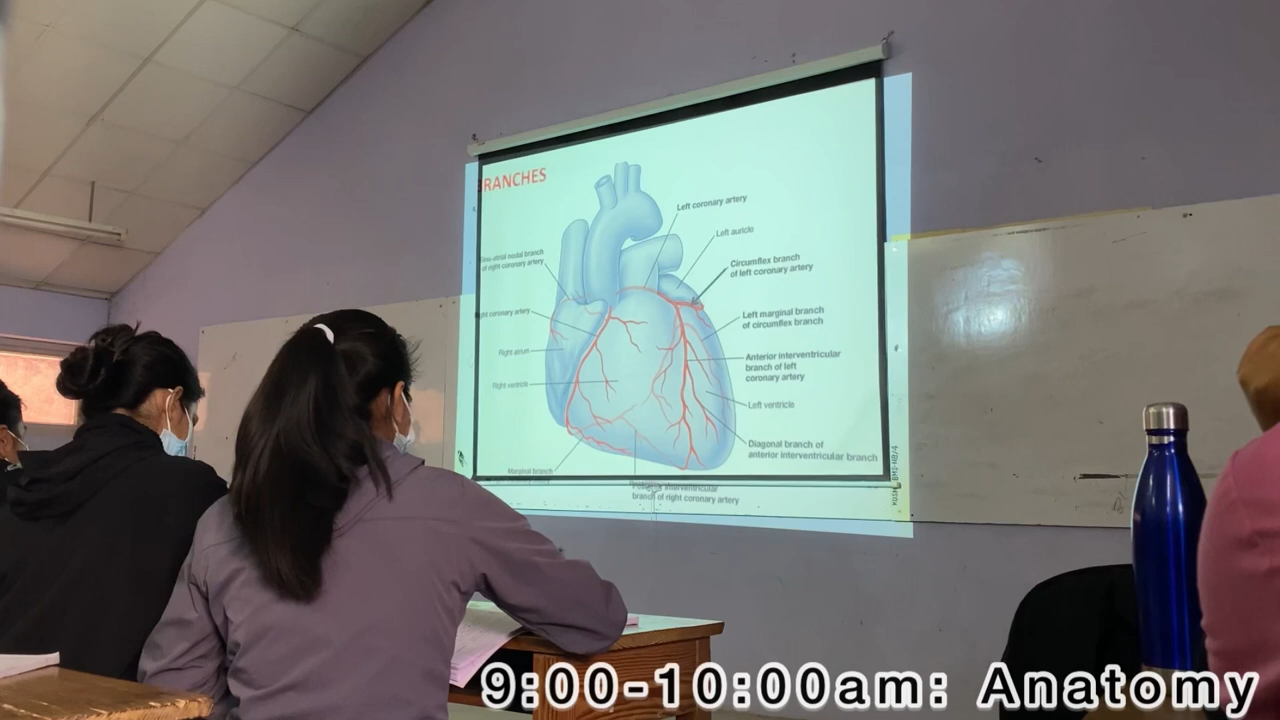 BRANCHES
Left coronary artery
Left auricle
Sino-atrial nodal branch
of right coronary artery
Circumflex branch
of left coronary artery
Right coronary artery
Left marginal branch
of circumflex branch
Right atrium
Anterior interventricular
branch of left
coronary artery
Right ventricle
Left ventricle
Diagonal branch of
anterior interventricular branch
Marginal branch
Posterior interventricular
branch of right coronary artery
9:00-10:00am: Anatomy